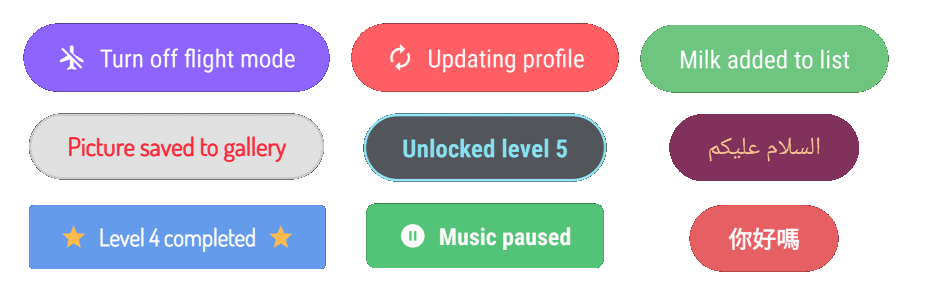 Turn off flight mode
Updating profile
Milk added to list
Picture saved to gallery
Unlocked level 5
السلام عليكم
Level 4 completed
Music paused
你好嗎